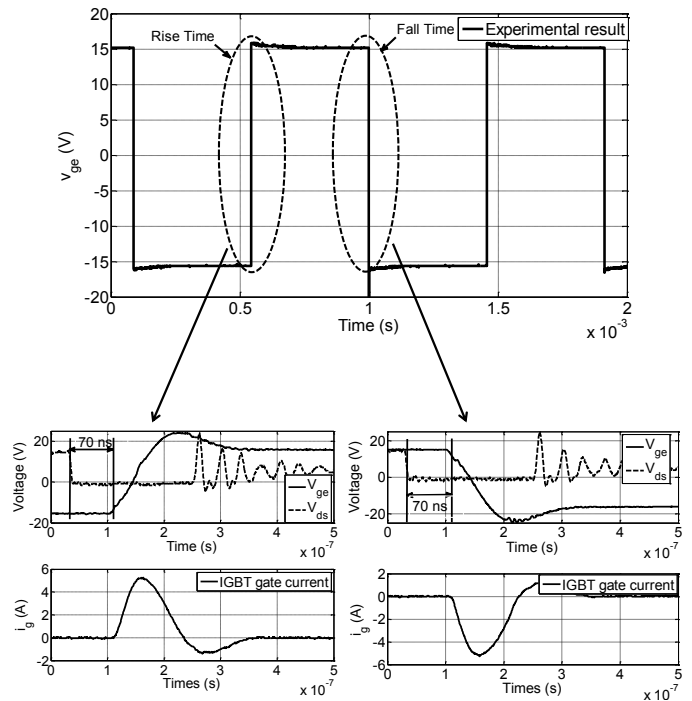 Rise Time
Fall Time
Experimental result
20
15
10
5
0
-5
-10
-15
-20
v_ge (V)
0
0.5
1
1.5
2
Time (s)
x 10^-3
70 ns
20
0
-20
Voltage (V)
V_ge
V_ds
0
1
2
3
4
5
Time (s)
x 10^-7
70 ns
20
0
-20
Voltage (V)
V_ge
V_ds
0
1
2
3
4
5
Time (s)
x 10^-7
IGBT gate current
6
4
2
0
-2
i_g (A)
0
1
2
3
4
5
Times (s)
x 10^-7
IGBT gate current
2
0
-2
-4
-6
i_g (A)
0
1
2
3
4
5
Times (s)
x 10^-7